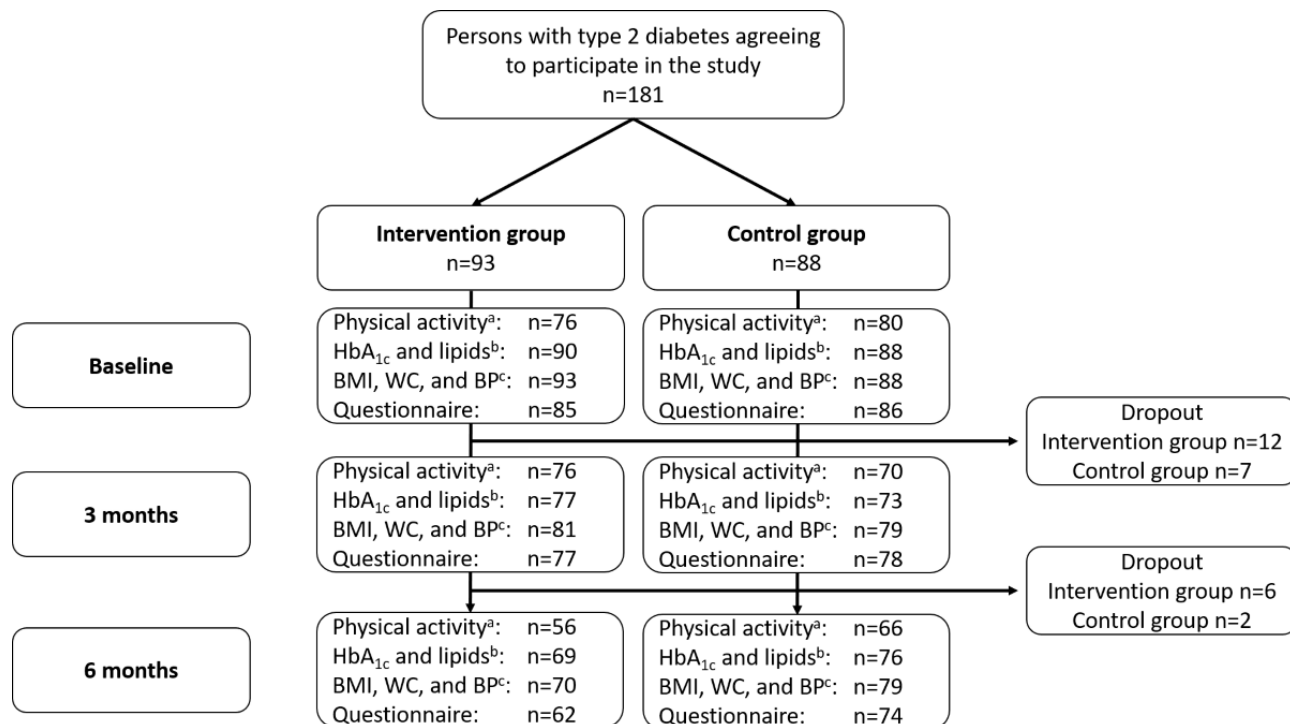 Persons with type 2 diabetes agreeing
to participate in the study
n=181
Intervention group
n=93
Control group
n=88
Baseline
Physical activityᵃ: n=76
HbA₁c and lipidsᵇ: n=90
BMI, WC, and BPᶜ: n=93
Questionnaire: n=85
Physical activityᵃ: n=80
HbA₁c and lipidsᵇ: n=88
BMI, WC, and BPᶜ: n=88
Questionnaire: n=86
Dropout
Intervention group n=12
Control group n=7
3 months
Physical activityᵃ: n=76
HbA₁c and lipidsᵇ: n=77
BMI, WC, and BPᶜ: n=81
Questionnaire: n=77
Physical activityᵃ: n=70
HbA₁c and lipidsᵇ: n=73
BMI, WC, and BPᶜ: n=79
Questionnaire: n=78
Dropout
Intervention group n=6
Control group n=2
6 months
Physical activityᵃ: n=56
HbA₁c and lipidsᵇ: n=69
BMI, WC, and BPᶜ: n=70
Questionnaire: n=62
Physical activityᵃ: n=66
HbA₁c and lipidsᵇ: n=76
BMI, WC, and BPᶜ: n=79
Questionnaire: n=74